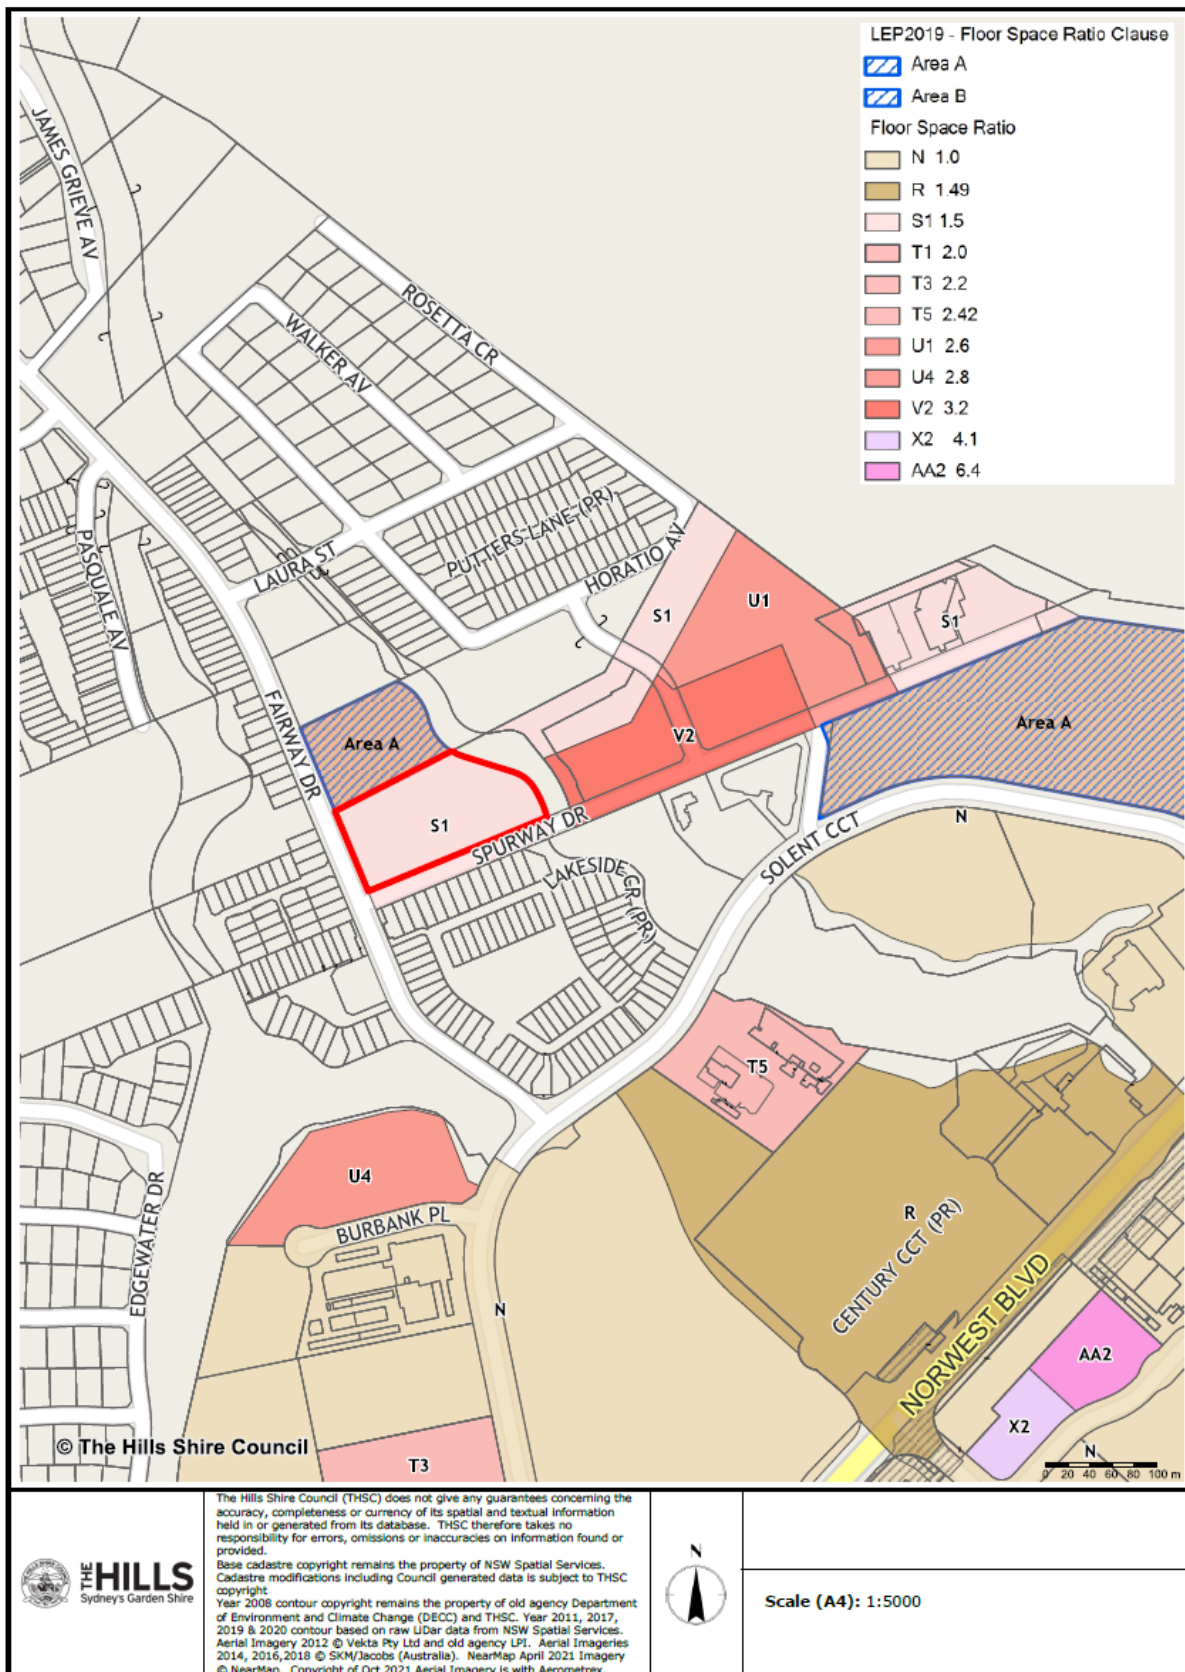 LEP2019 - Floor Space Ratio Clause
Area A
Area B
Floor Space Ratio
N 1.0
R 1.49
S1 1.5
T1 2.0
T3 2.2
T5 2.42
U1 2.6
U4 2.8
V2 3.2
X2 4.1
AA2 6.4
JAMES GRIEVE AV
ROSETTA CR
WALKER AV
PUTTERS LANE (PR)
LAURA ST
HORATIO AV
PASQUALE AV
S1
U1
S1
FAIRWAY DR
Area A
Area A
V2
S1
SPURWAY DR
SOLENT CCT
N
LAKESIDE CR (PR)
T5
U4
BURBANK PL
EDGEWATER DR
R
CENTURY CCT (PR)
N
NORWEST BLVD
AA2
X2
N
T3
© The Hills Shire Council
0 20 40 60 80 100 m
THE HILLS
Sydney's Garden Shire
The Hills Shire Council (THSC) does not give any guarantees concerning the
accuracy, completeness or currency of its spatial and textual information
held in or generated from its database. THSC therefore takes no
responsibility for errors, omissions or inaccuracies on information found or
provided.
Base cadastre copyright remains the property of NSW Spatial Services.
Cadastre modifications including Council generated data is subject to THSC
copyright
Year 2008 contour copyright remains the property of old agency Department
of Environment and Climate Change (DECC) and THSC. Year 2011, 2017,
2019 & 2020 contour based on raw LiDar data from NSW Spatial Services.
Aerial Imagery 2012 © Vekta Pty Ltd and old agency LPI. Aerial Imageries
2014, 2016,2018 © SKM/Jacobs (Australia). NearMap April 2021 Imagery
© NearMap. Copyright of Oct 2021 Aerial Imagery is with Aerometrex.
N
Scale (A4): 1:5000